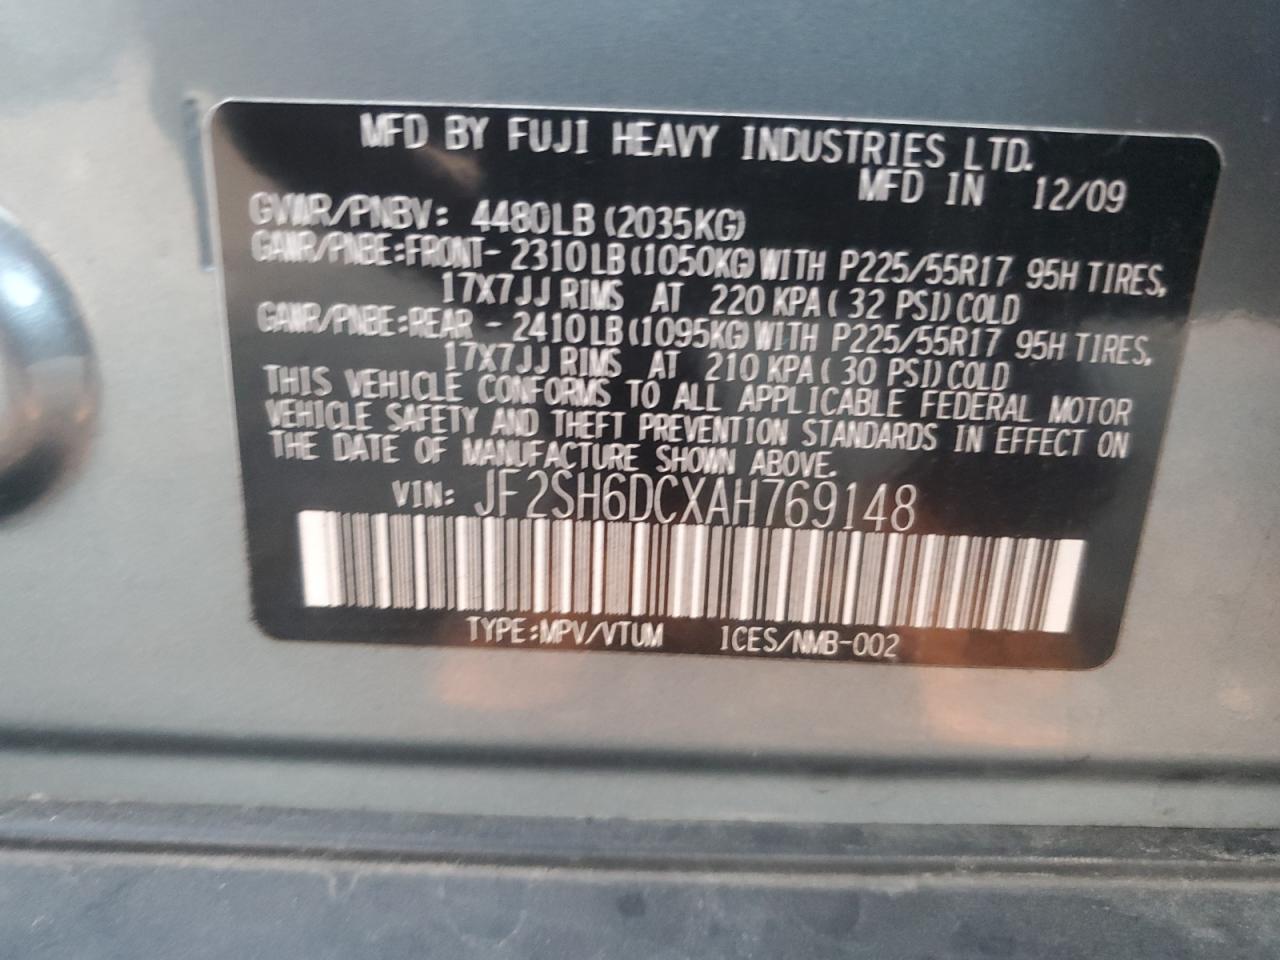 MFD BY FUJI HEAVY INDUSTRIES LTD.
MFD IN 12/09
GVWR/PNBV: 4480LB (2035KG)
GAWR/PNBE:FRONT- 2310LB (1050KG) WITH P225/55R17 95H TIRES,
17X7JJ RIMS AT 220 KPA ( 32 PSI) COLD
GAWR/PNBE:REAR - 2410LB (1095KG) WITH P225/55R17 95H TIRES,
17X7JJ RIMS AT 210 KPA ( 30 PSI) COLD
THIS VEHICLE CONFORMS TO ALL APPLICABLE FEDERAL MOTOR
VEHICLE SAFETY AND THEFT PREVENTION STANDARDS IN EFFECT ON
THE DATE OF MANUFACTURE SHOWN ABOVE.
VIN: JF2SH6DCXAH769148
TYPE:MPV/VTUM 1CES/NMB-002